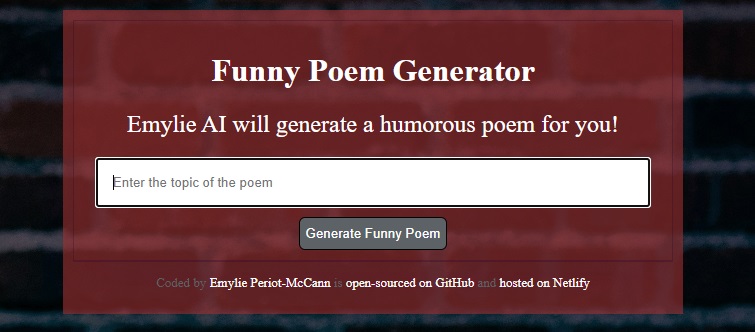 Funny Poem Generator
Emylie AI will generate a humorous poem for you!
Enter the topic of the poem
Generate Funny Poem
Coded by Emylie Periot-McCann is open-sourced on GitHub and hosted on Netlify